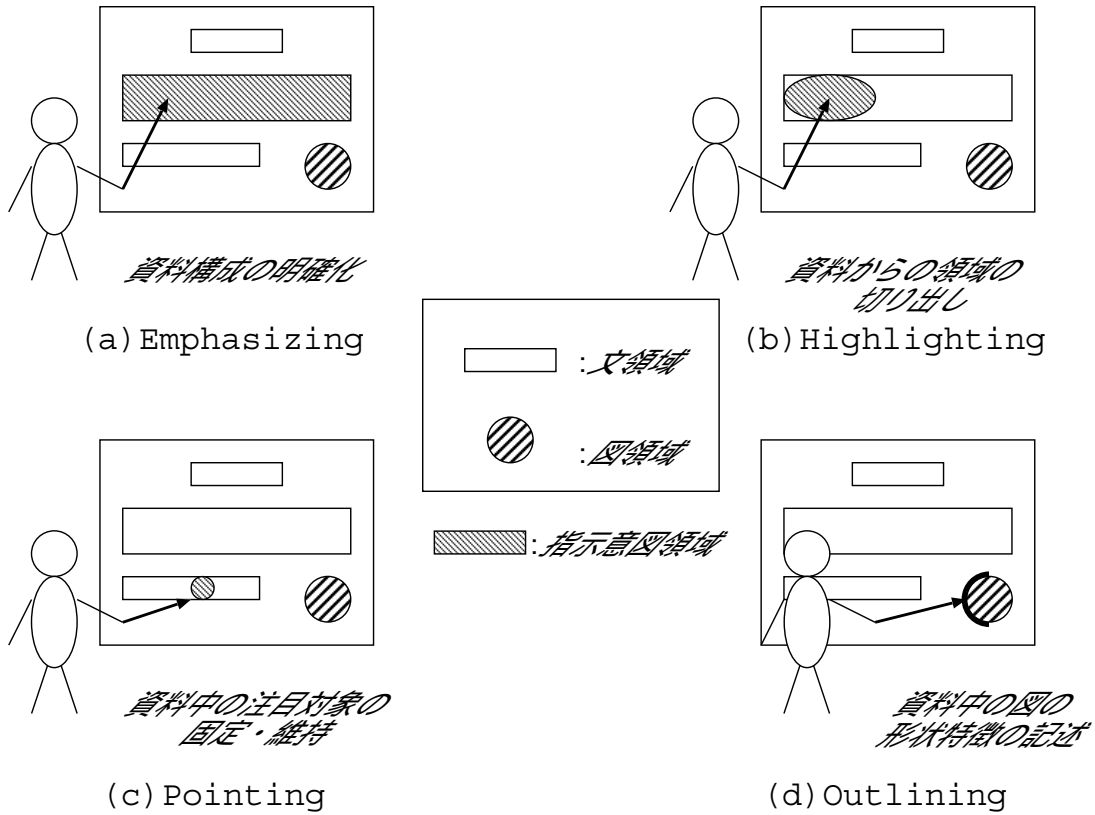 資料構成の明確化
(a)Emphasizing
資料からの領域の
切り出し
(b)Highlighting
:文領域
:図領域
:指示意図領域
資料中の注目対象の
固定・維持
(c)Pointing
資料中の図の
形状特徴の記述
(d)Outlining